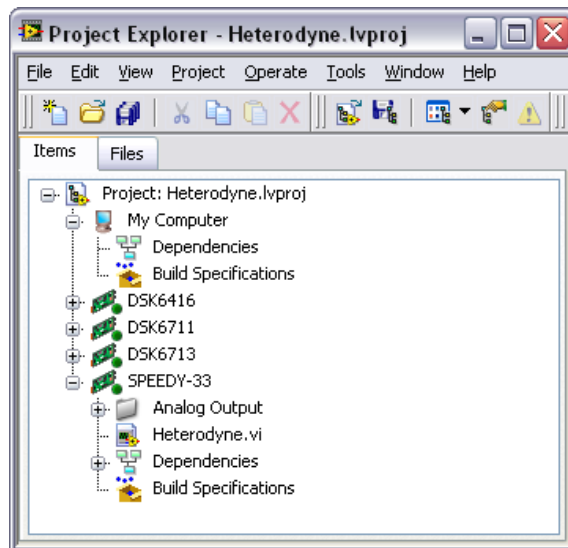 Project Explorer - Heterodyne.lvproj
File Edit View Project Operate Tools Window Help
Items Files
Project: Heterodyne.lvproj
My Computer
Dependencies
Build Specifications
DSK6416
DSK6711
DSK6713
SPEEDY-33
Analog Output
Heterodyne.vi
Dependencies
Build Specifications